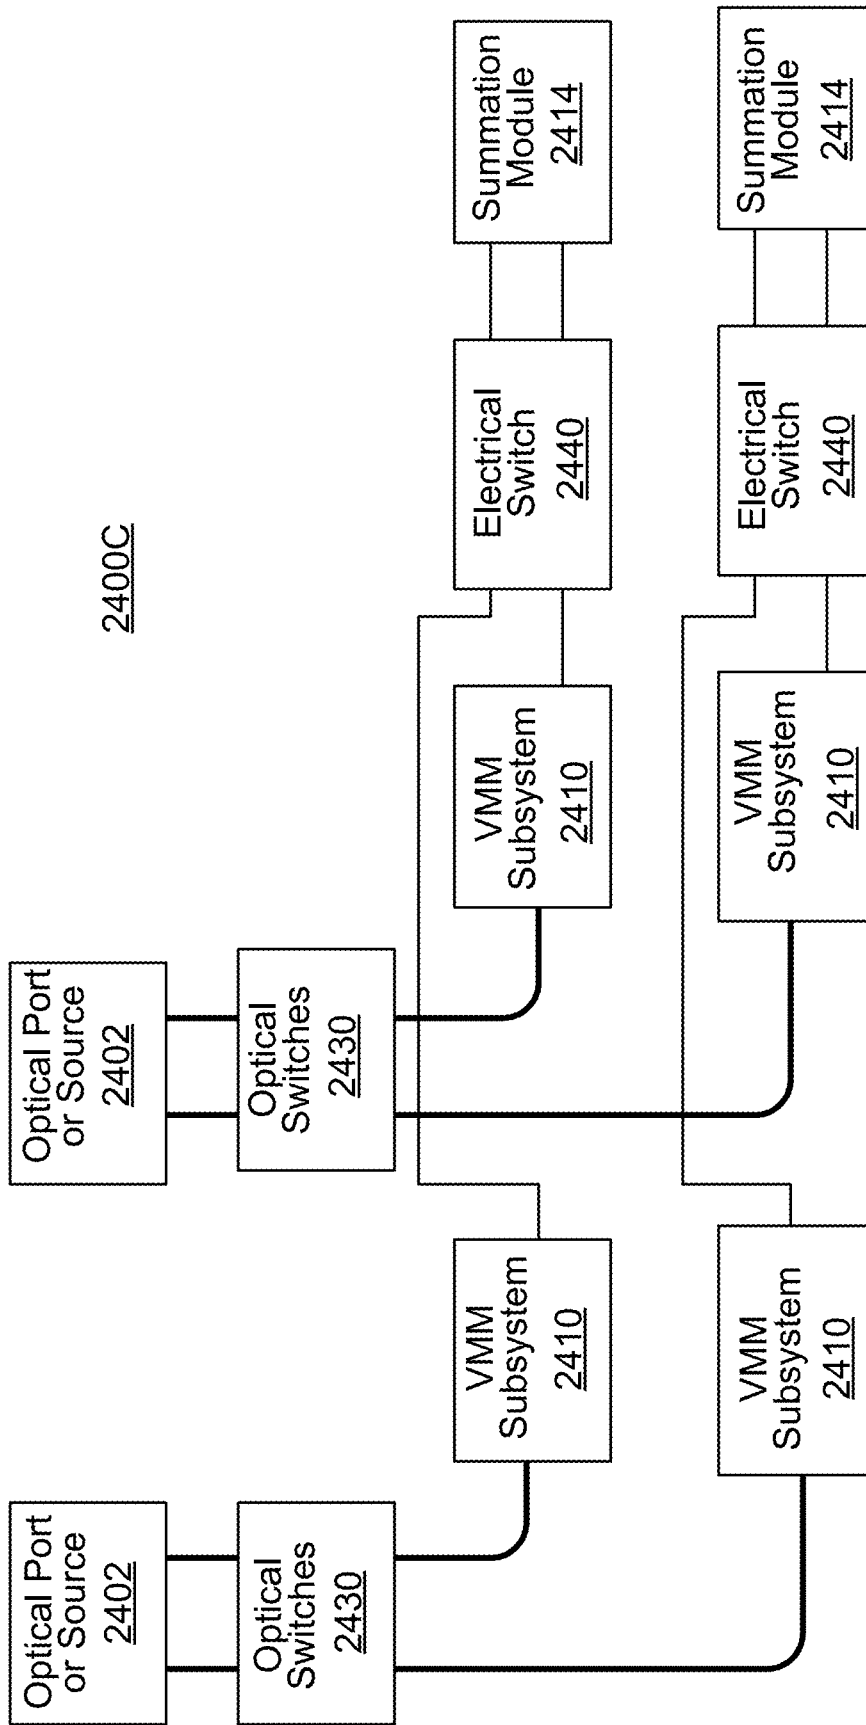 Optical Port
or Source
2402
Optical Port
or Source
2402
2400C
Optical
Switches
2430
Optical
Switches
2430
VMM
Subsystem
2410
VMM
Subsystem
2410
Electrical
Switch
2440
Summation
Module
2414
VMM
Subsystem
2410
VMM
Subsystem
2410
Electrical
Switch
2440
Summation
Module
2414